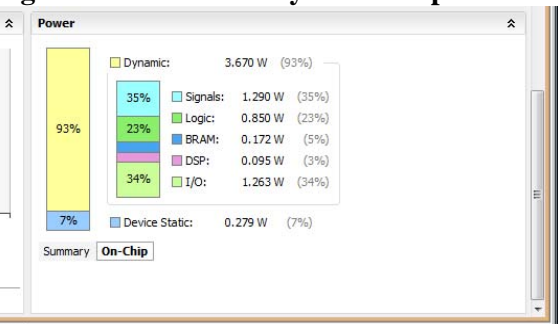 Power
Dynamic: 3.670 W (93%)
35% Signals: 1.290 W (35%)
23% Logic: 0.850 W (23%)
93%
BRAM: 0.172 W (5%)
DSP: 0.095 W (3%)
34% I/O: 1.263 W (34%)
7% Device Static: 0.279 W (7%)
Summary On-Chip